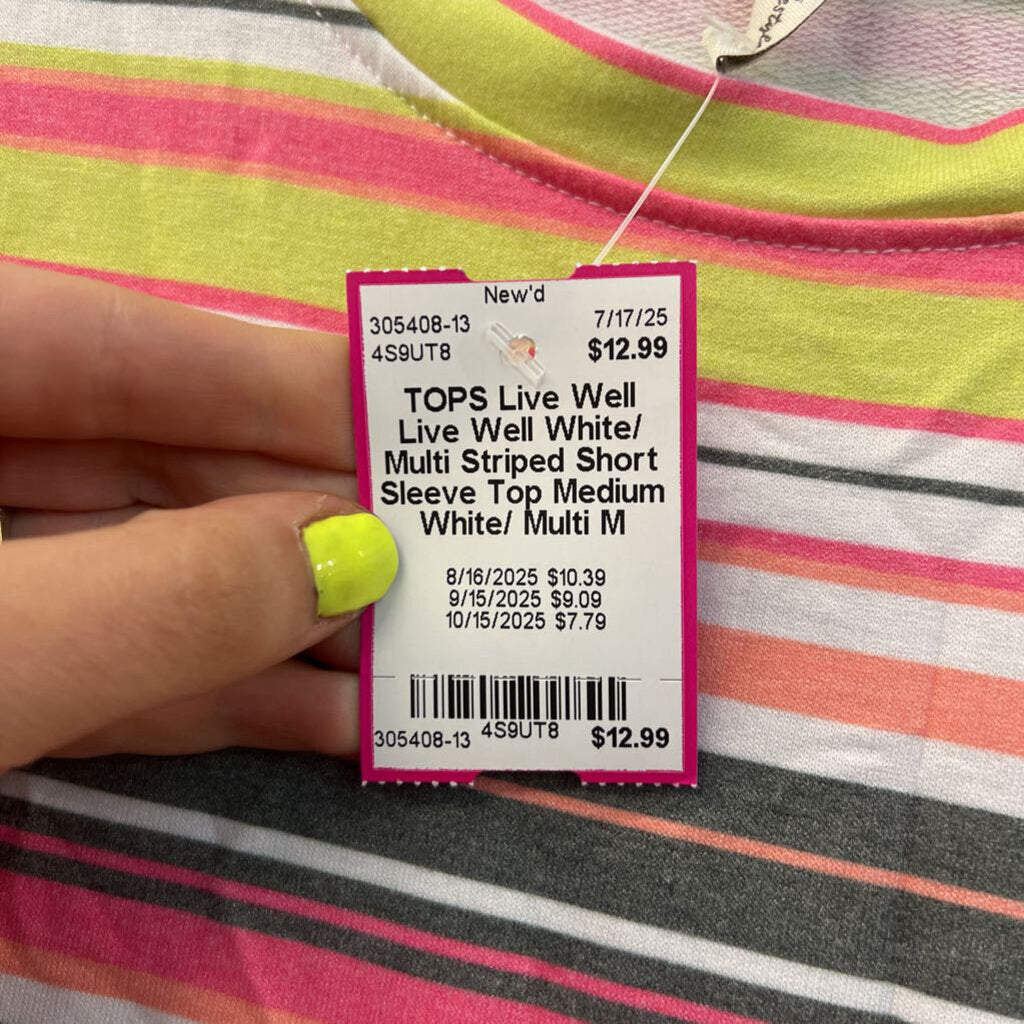 New'd
305408-13 7/17/25
4S9UT8 $12.99
TOPS Live Well
Live Well White/
Multi Striped Short
Sleeve Top Medium
White/ Multi M
8/16/2025 $10.39
9/15/2025 $9.09
10/15/2025 $7.79
305408-13 4S9UT8 $12.99